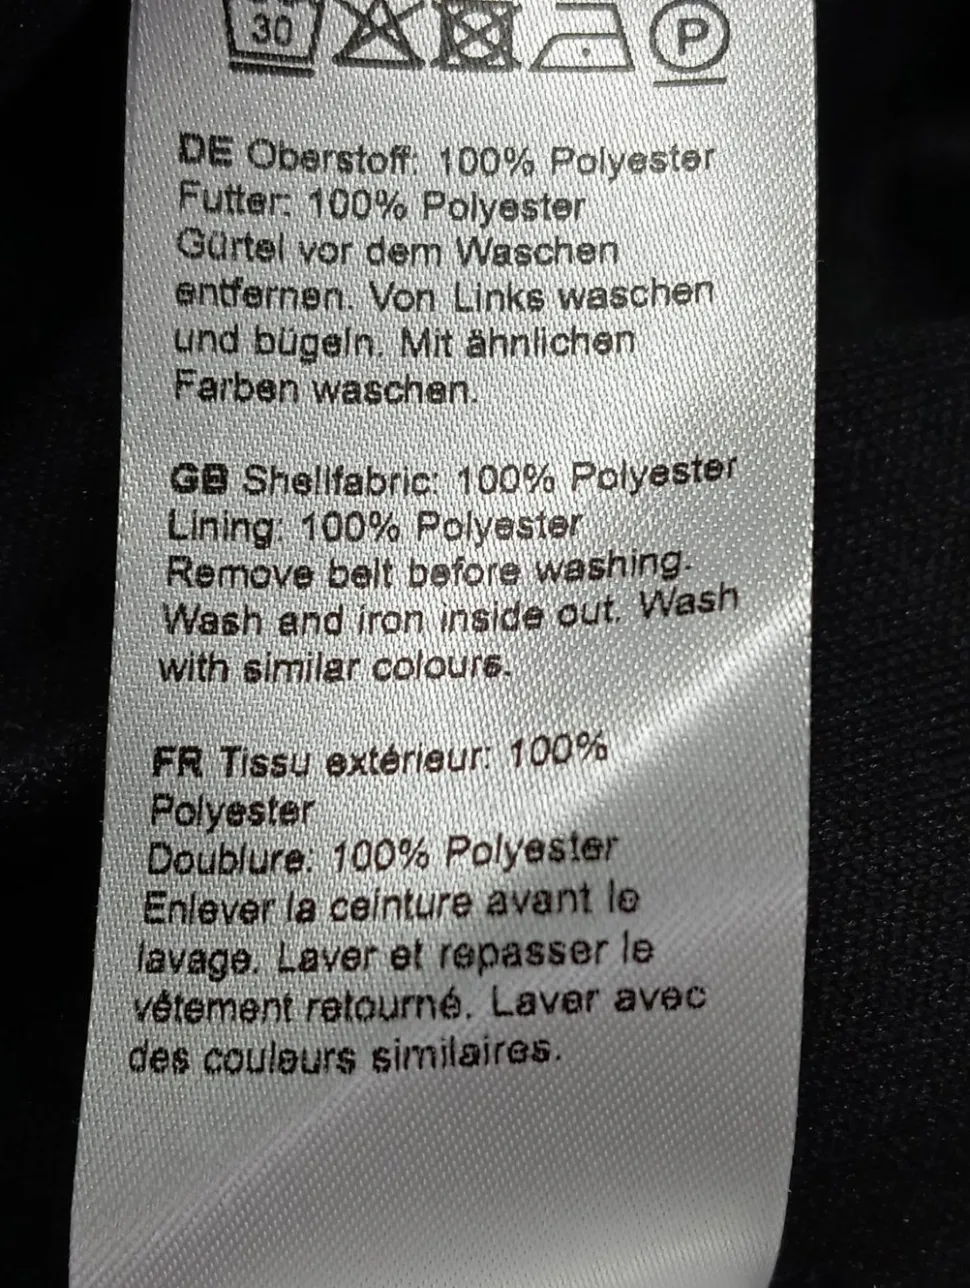 30 P
DE Oberstoff: 100% Polyester
Futter: 100% Polyester
Gürtel vor dem Waschen
entfernen. Von Links waschen
und bügeln. Mit ähnlichen
Farben waschen.
GB Shellfabric: 100% Polyester
Lining: 100% Polyester
Remove belt before washing.
Wash and iron inside out. Wash
with similar colours.
FR Tissu extérieur: 100%
Polyester
Doublure: 100% Polyester
Enlever la ceinture avant le
lavage. Laver et repasser le
vêtement retourné. Laver avec
des couleurs similaires.